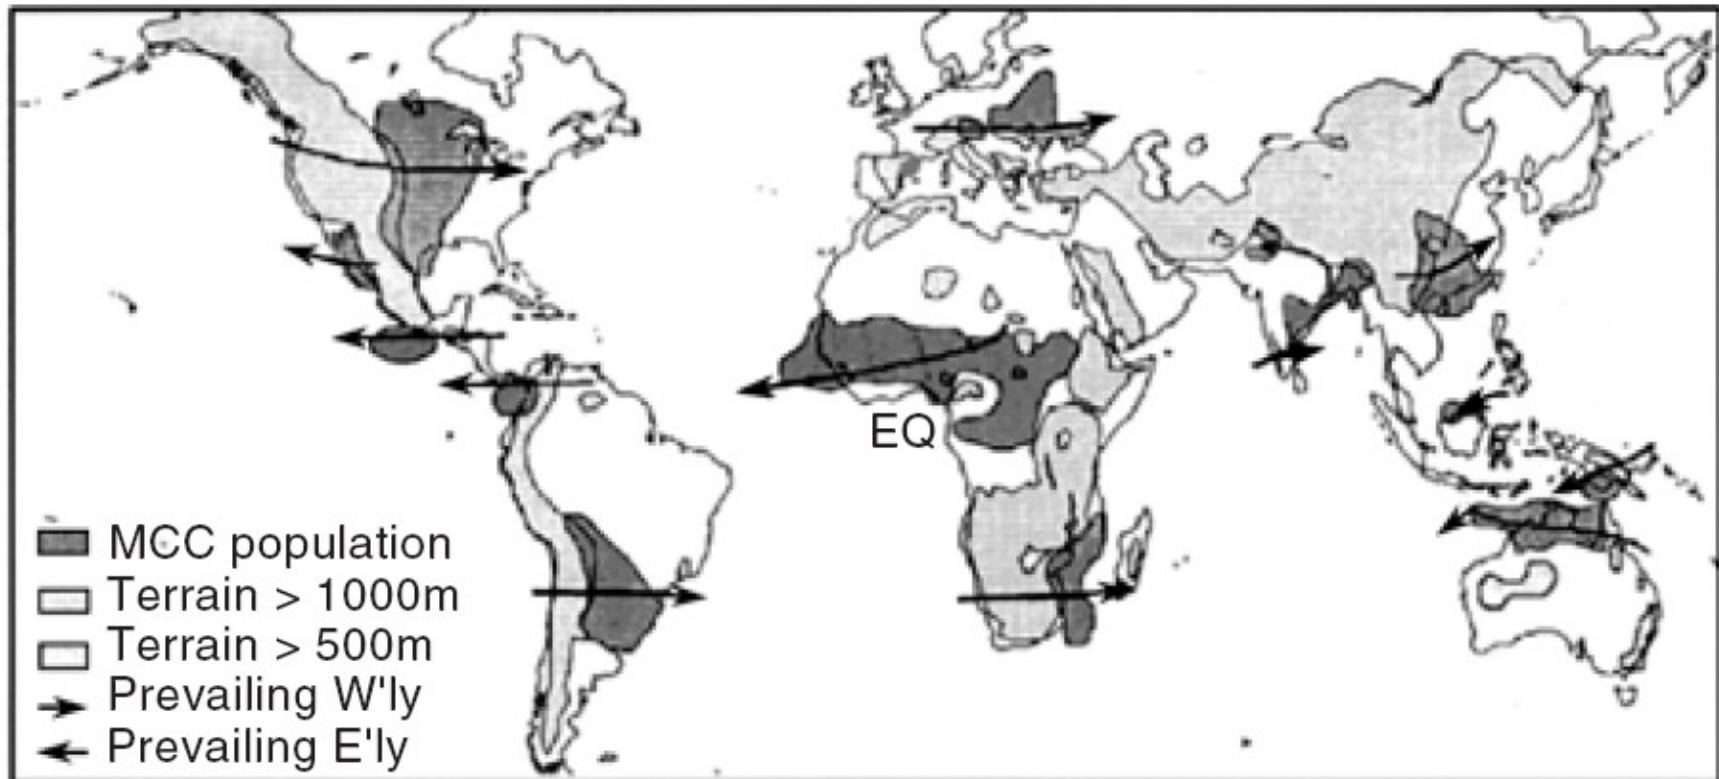 EQ
MCC population
Terrain > 1000m
Terrain > 500m
Prevailing W'ly
Prevailing E'ly